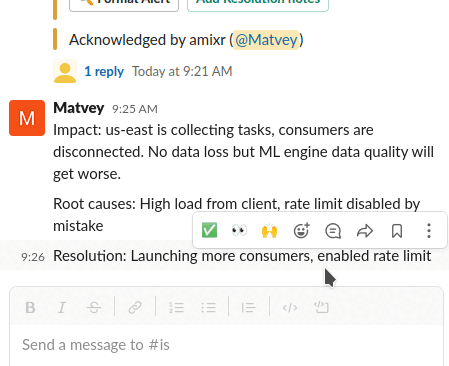 Format Alert Add Resolution notes
Acknowledged by amixr (@Matvey)
1 reply Today at 9:21 AM
M
Matvey 9:25 AM
Impact: us-east is collecting tasks, consumers are
disconnected. No data loss but ML engine data quality will
get worse.
Root causes: High load from client, rate limit disabled by
mistake
9:26 Resolution: Launching more consumers, enabled rate limit
B I S
Send a message to #is